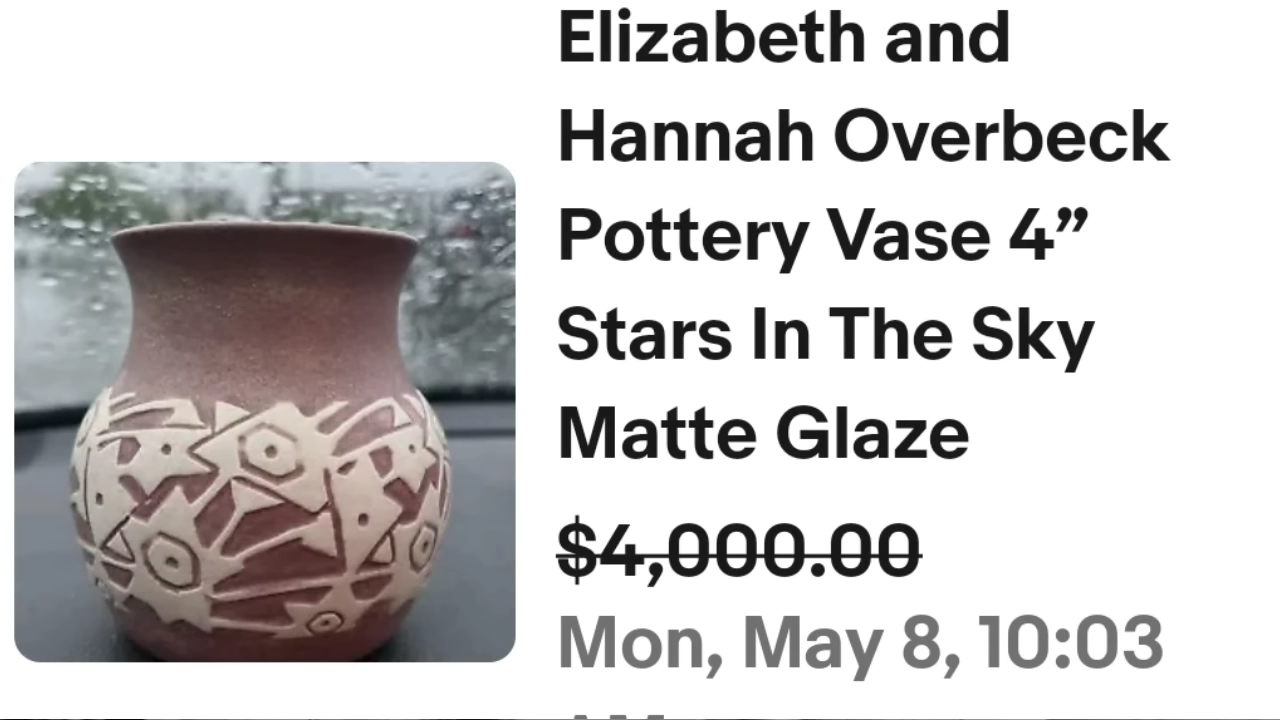 Elizabeth and
Hannah Overbeck
Pottery Vase 4”
Stars In The Sky
Matte Glaze
$4,000.00
Mon, May 8, 10:03
AM